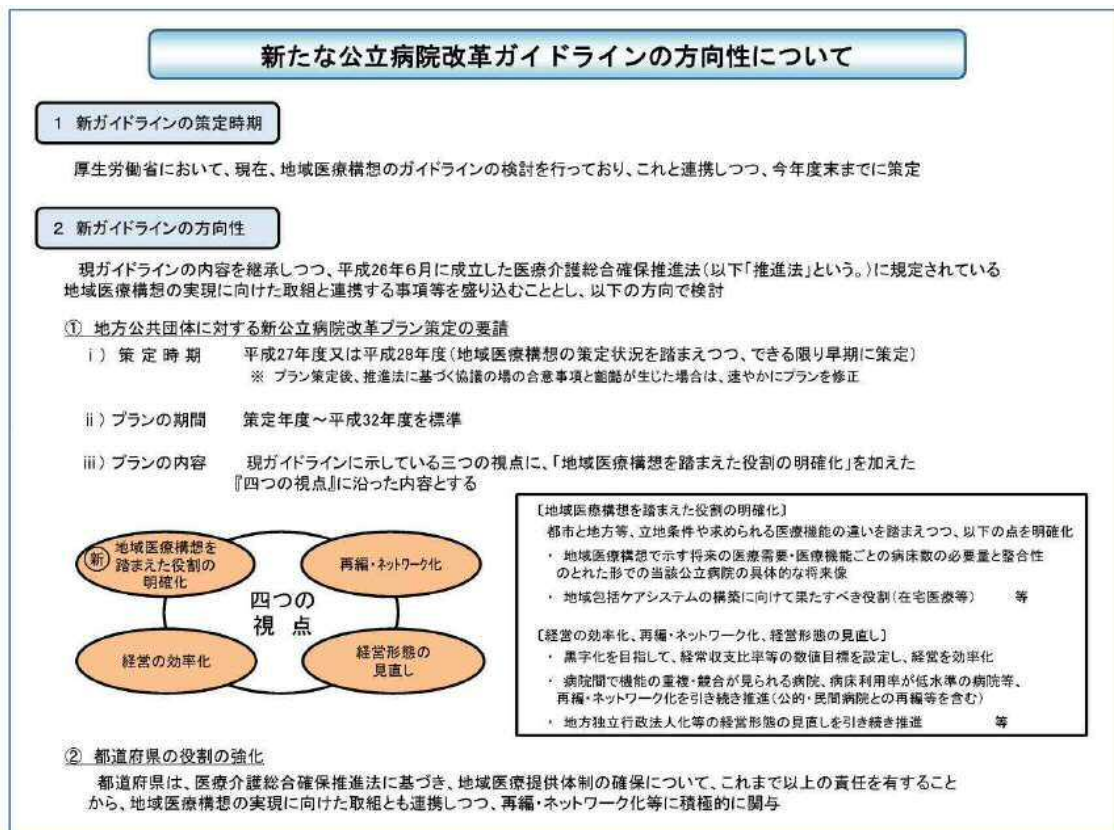 新たな公立病院改革ガイドラインの方向性について
1 新ガイドラインの策定時期
厚生労働省において、現在、地域医療構想のガイドラインの検討を行っており、これと連携しつつ、今年度末までに策定
2 新ガイドラインの方向性
現ガイドラインの内容を継承しつつ、平成26年6月に成立した医療介護総合確保推進法(以下「推進法」という。)に規定されている
地域医療構想の実現に向けた取組と連携する事項等を盛り込むこととし、以下の方向で検討
① 地方公共団体に対する新公立病院改革プラン策定の要請
ⅰ) 策 定 時 期 平成27年度又は平成28年度(地域医療構想の策定状況を踏まえつつ、できる限り早期に策定)
※ プラン策定後、推進法に基づく協議の場の合意事項と齟齬が生じた場合は、速やかにプランを修正
ⅱ) プランの期間 策定年度~平成32年度を標準
ⅲ) プランの内容 現ガイドラインに示している三つの視点に、「地域医療構想を踏まえた役割の明確化」を加えた
『四つの視点』に沿った内容とする
新
地域医療構想を
踏まえた役割の
明確化
再編・ネットワーク化
四つの
視 点
経営の効率化
経営形態の
見直し
〔地域医療構想を踏まえた役割の明確化〕
都市と地方等、立地条件や求められる医療機能の違いを踏まえつつ、以下の点を明確化
・ 地域医療構想で示す将来の医療需要・医療機能ごとの病床数の必要量と整合性
のとれた形での当該公立病院の具体的な将来像
・ 地域包括ケアシステムの構築に向けて果たすべき役割(在宅医療等) 等
〔経営の効率化、再編・ネットワーク化、経営形態の見直し〕
・ 黒字化を目指して、経常収支比率等の数値目標を設定し、経営を効率化
・ 病院間で機能の重複・競合が見られる病院、病床利用率が低水準の病院等、
再編・ネットワーク化を引き続き推進(公的・民間病院との再編等を含む)
・ 地方独立行政法人化等の経営形態の見直しを引き続き推進 等
② 都道府県の役割の強化
都道府県は、医療介護総合確保推進法に基づき、地域医療提供体制の確保について、これまで以上の責任を有すること
から、地域医療構想の実現に向けた取組とも連携しつつ、再編・ネットワーク化等に積極的に関与